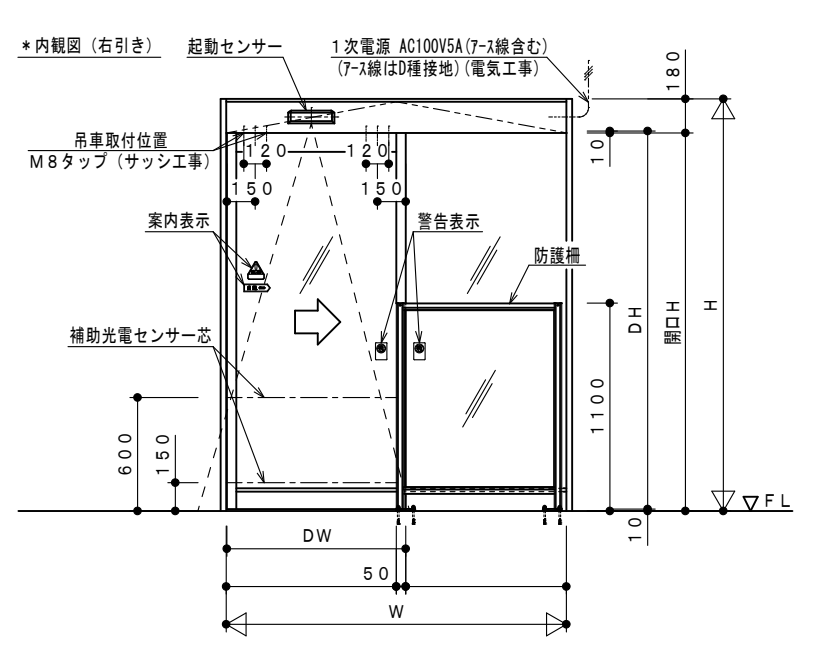 *内観図（右引き）
起動センサー
1次電源 AC100V5A(ｱｰｽ線含む)
(ｱｰｽ線はD種接地)(電気工事)
180
吊車取付位置
M8タップ（サッシ工事）
120
120
10
150
150
案内表示
警告表示
防護柵
DH
開口H
H
補助光電センサー芯
1100
600
150
▽FL
10
DW
50
W